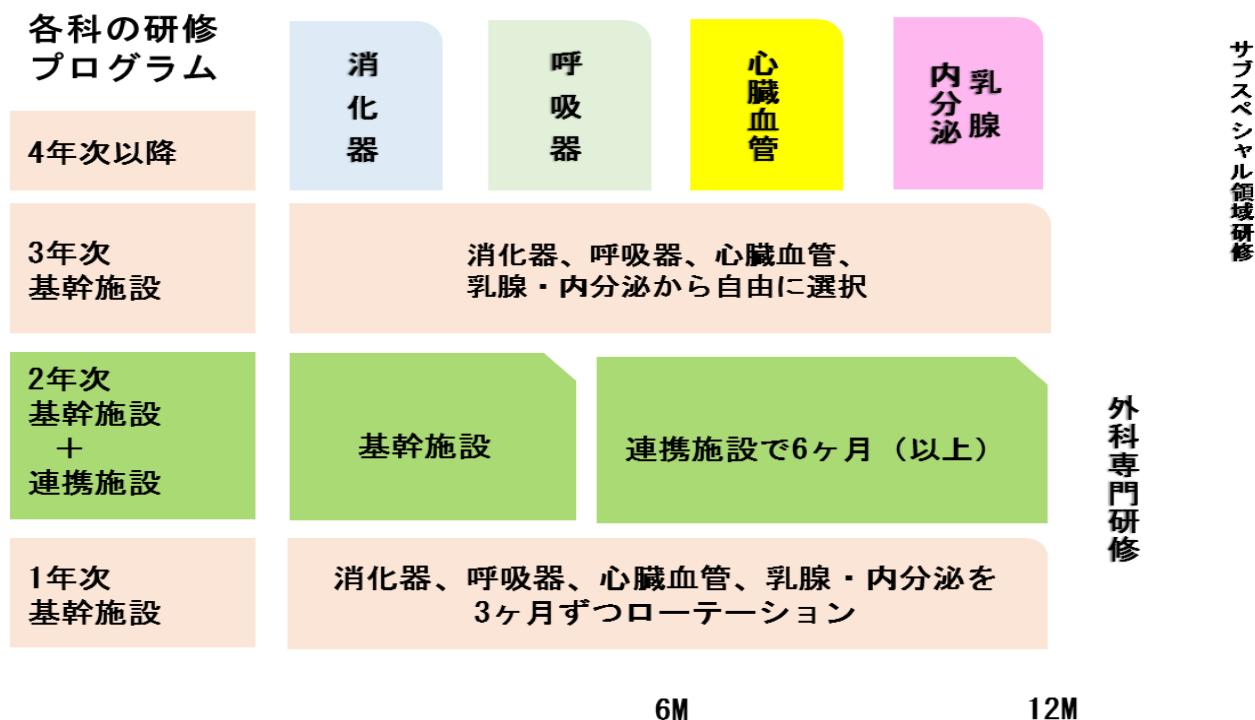 各科の研修
プログラム
消化器
呼吸器
心臓血管
乳腺
内分泌
サブスペシャル領域研修
4年次以降
3年次
基幹施設
消化器、呼吸器、心臓血管、
乳腺・内分泌から自由に選択
2年次
基幹施設
＋
連携施設
基幹施設
連携施設で6ヶ月（以上）
外科専門研修
1年次
基幹施設
消化器、呼吸器、心臓血管、乳腺・内分泌を
3ヶ月ずつローテーション
6M
12M